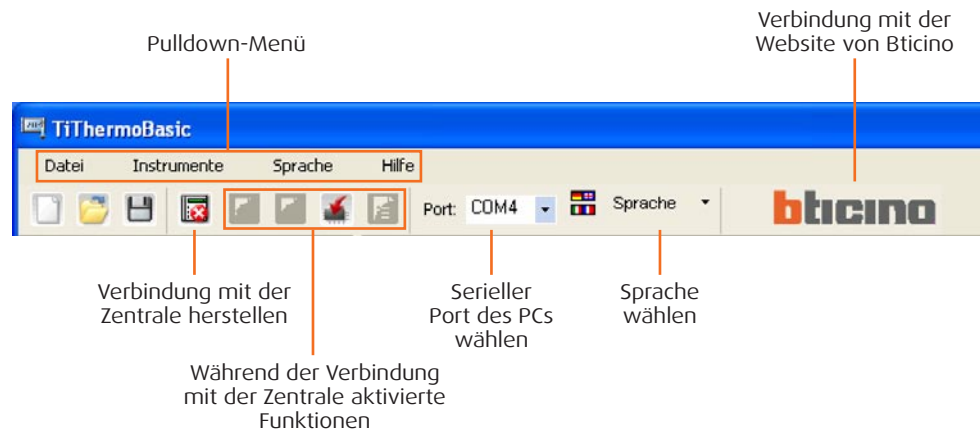 Verbindung mit der
Website von Bticino
Pulldown-Menü
TiThermoBasic
Datei Instrumente Sprache Hilfe
Port: COM4 Sprache
bticino
Verbindung mit der
Zentrale herstellen
Serieller
Port des PCs
wählen
Sprache
wählen
Während der Verbindung
mit der Zentrale aktivierte
Funktionen